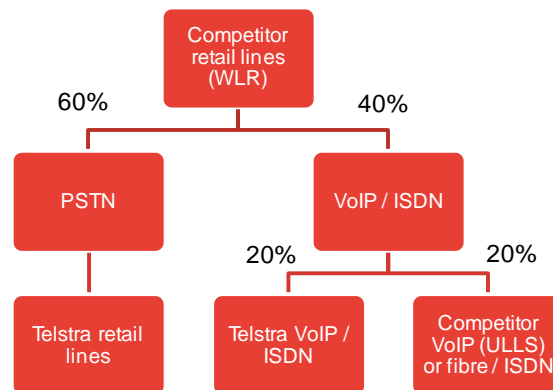 Competitor
retail lines
(WLR)
60%
40%
PSTN
VoIP / ISDN
20%
20%
Telstra retail
lines
Telstra VoIP /
ISDN
Competitor
VoIP (ULLS)
or fibre / ISDN